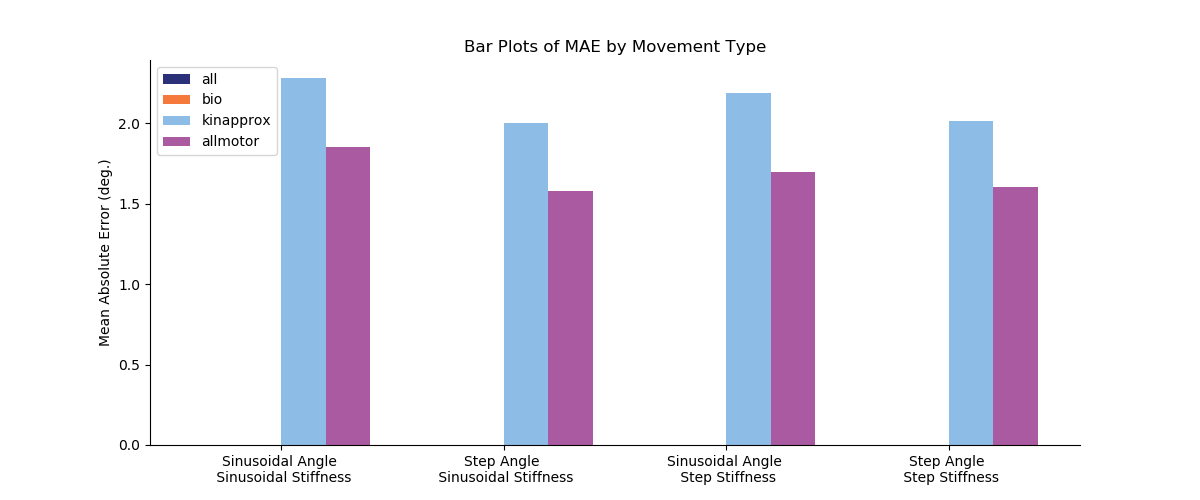 Bar Plots of MAE by Movement Type
all
bio
kinapprox
allmotor
Mean Absolute Error (deg.)
2.0
1.5
1.0
0.5
0.0
Sinusoidal Angle
Sinusoidal Stiffness
Step Angle
Sinusoidal Stiffness
Sinusoidal Angle
Step Stiffness
Step Angle
Step Stiffness